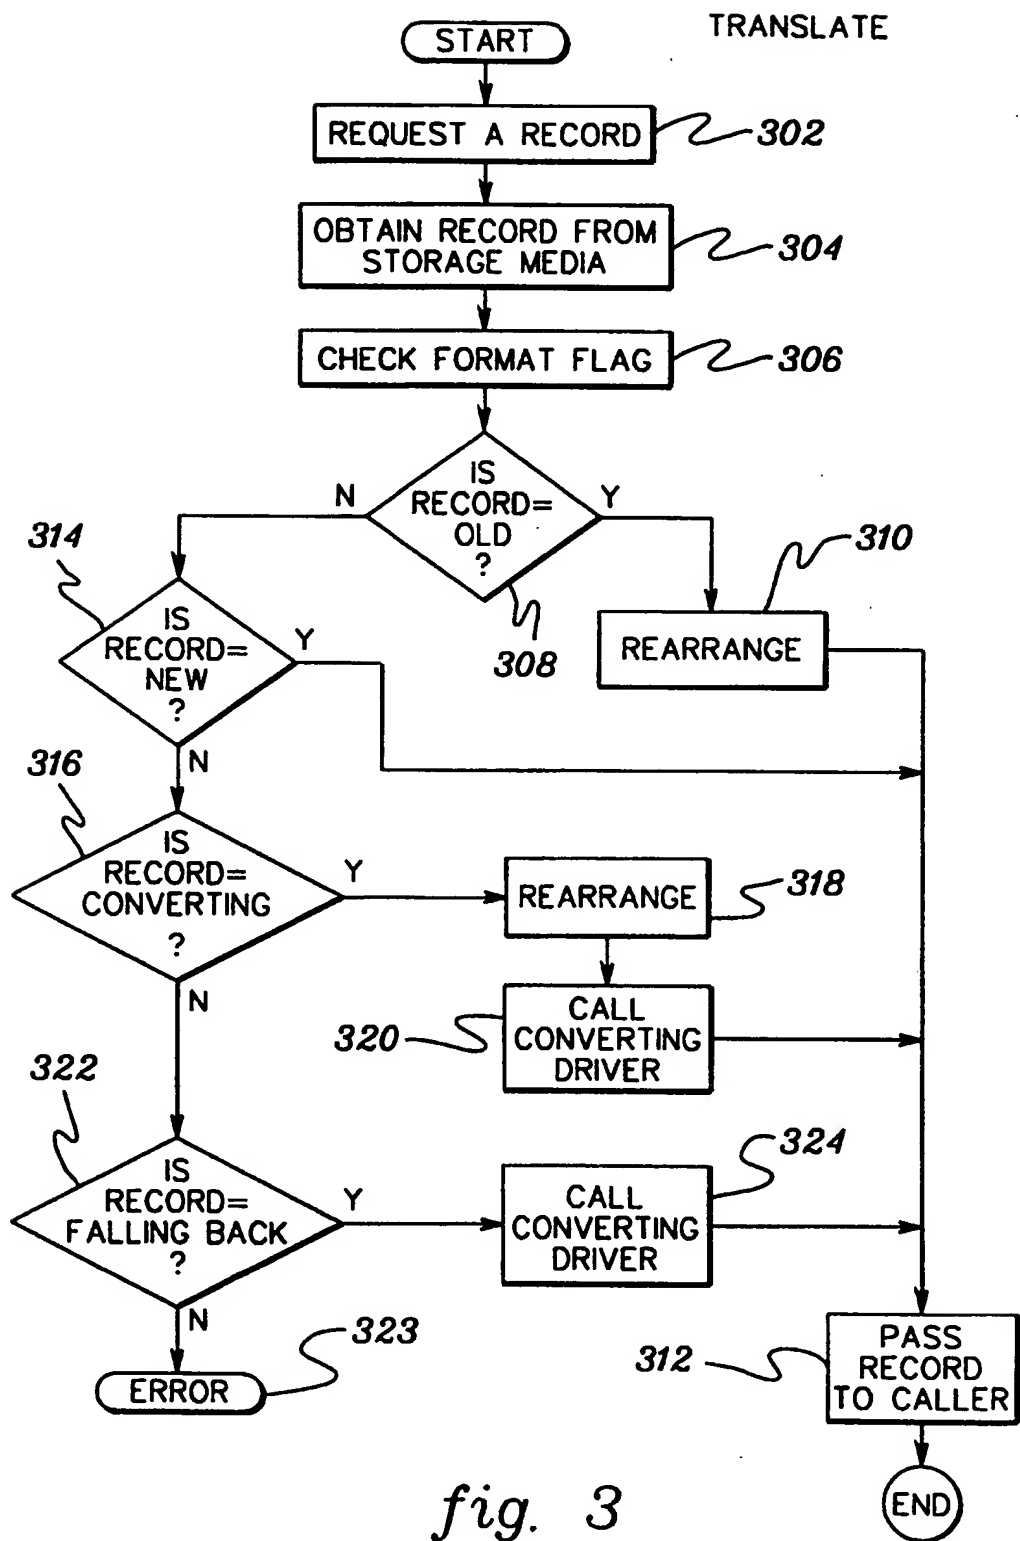 TRANSLATE
START
REQUEST A RECORD
302
OBTAIN RECORD FROM
STORAGE MEDIA
304
CHECK FORMAT FLAG
306
IS
RECORD=
OLD
?
N
Y
308
310
REARRANGE
314
IS
RECORD=
NEW
?
Y
N
316
IS
RECORD=
CONVERTING
?
Y
N
REARRANGE
318
CALL
CONVERTING
DRIVER
320
322
IS
RECORD=
FALLING BACK
?
Y
N
CALL
CONVERTING
DRIVER
324
ERROR
323
PASS
RECORD
TO CALLER
312
END
fig. 3